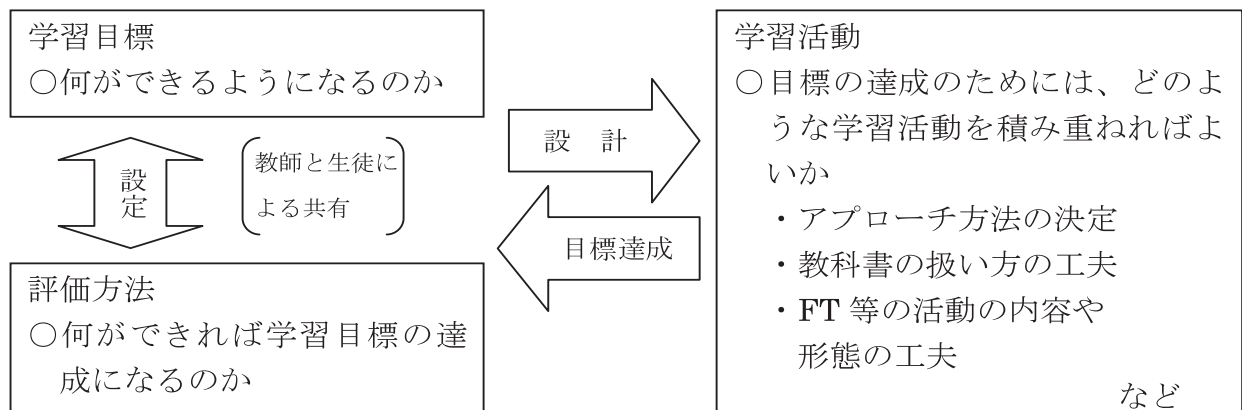 学習目標
○何ができるようになるのか
設定
教師と生徒に
よる共有
評価方法
○何ができれば学習目標の達
成になるのか
設 計
目標達成
学習活動
○目標の達成のためには、どのよ
うな学習活動を積み重ねればよ
いか
・アプローチ方法の決定
・教科書の扱い方の工夫
・FT 等の活動の内容や
形態の工夫
など